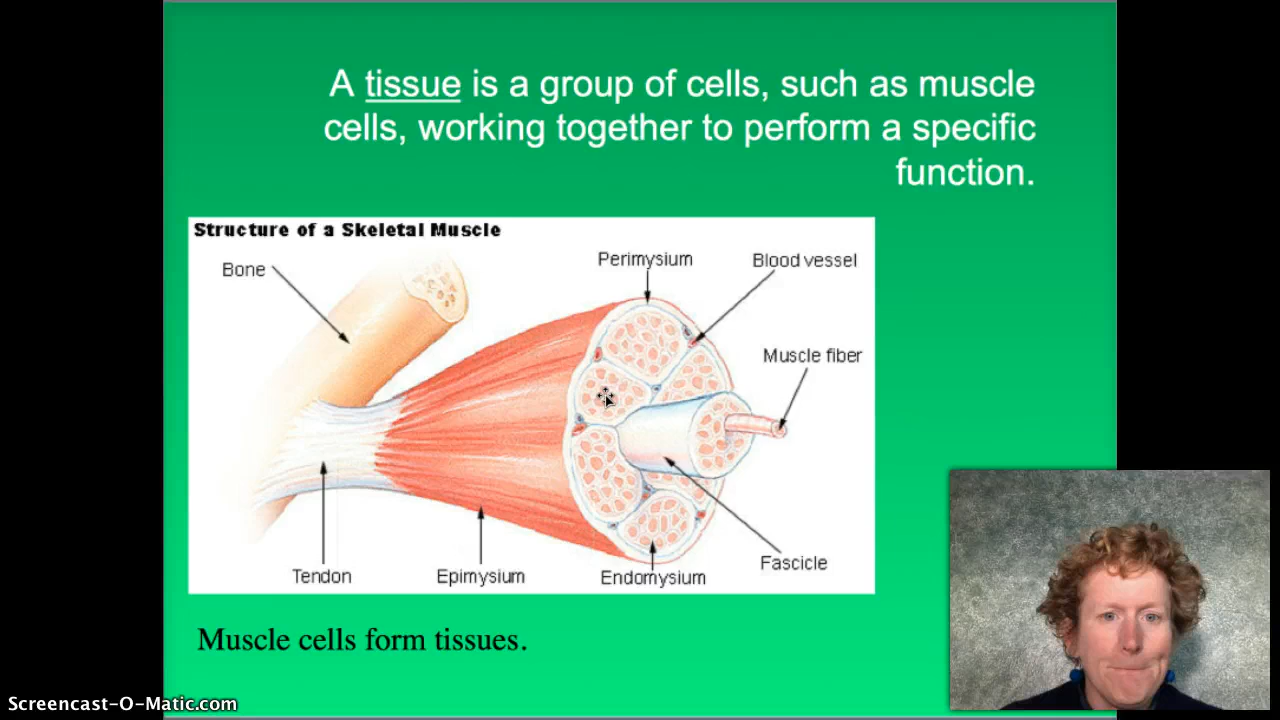 A tissue is a group of cells, such as muscle
cells, working together to perform a specific
function.
Structure of a Skeletal Muscle
Bone
Perimysium
Blood vessel
Muscle fiber
Tendon
Epimysium
Endomysium
Fascicle
Muscle cells form tissues.
Screencast-O-Matic.com